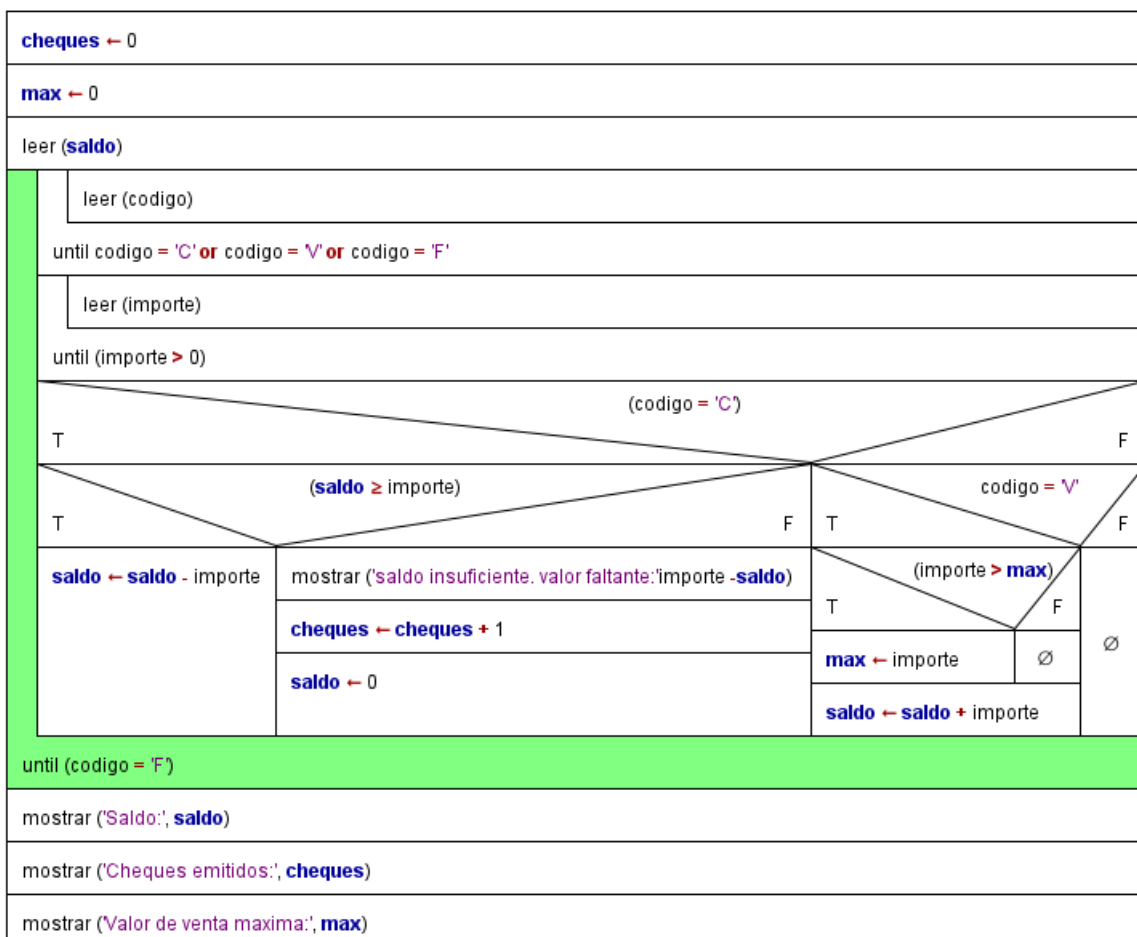 cheques ← 0
max ← 0
leer (saldo)
leer (codigo)
until codigo = 'C' or codigo = 'V' or codigo = 'F'
leer (importe)
until (importe > 0)
(codigo = 'C')
T F
(saldo ≥ importe) codigo = 'V'
T F T F
saldo ← saldo - importe mostrar ('saldo insuficiente. valor faltante:'importe -saldo) (importe > max)
T F
cheques ← cheques + 1
max ← importe ∅ ∅
saldo ← 0
saldo ← saldo + importe
until (codigo = 'F')
mostrar ('Saldo:', saldo)
mostrar ('Cheques emitidos:', cheques)
mostrar ('Valor de venta maxima:', max)